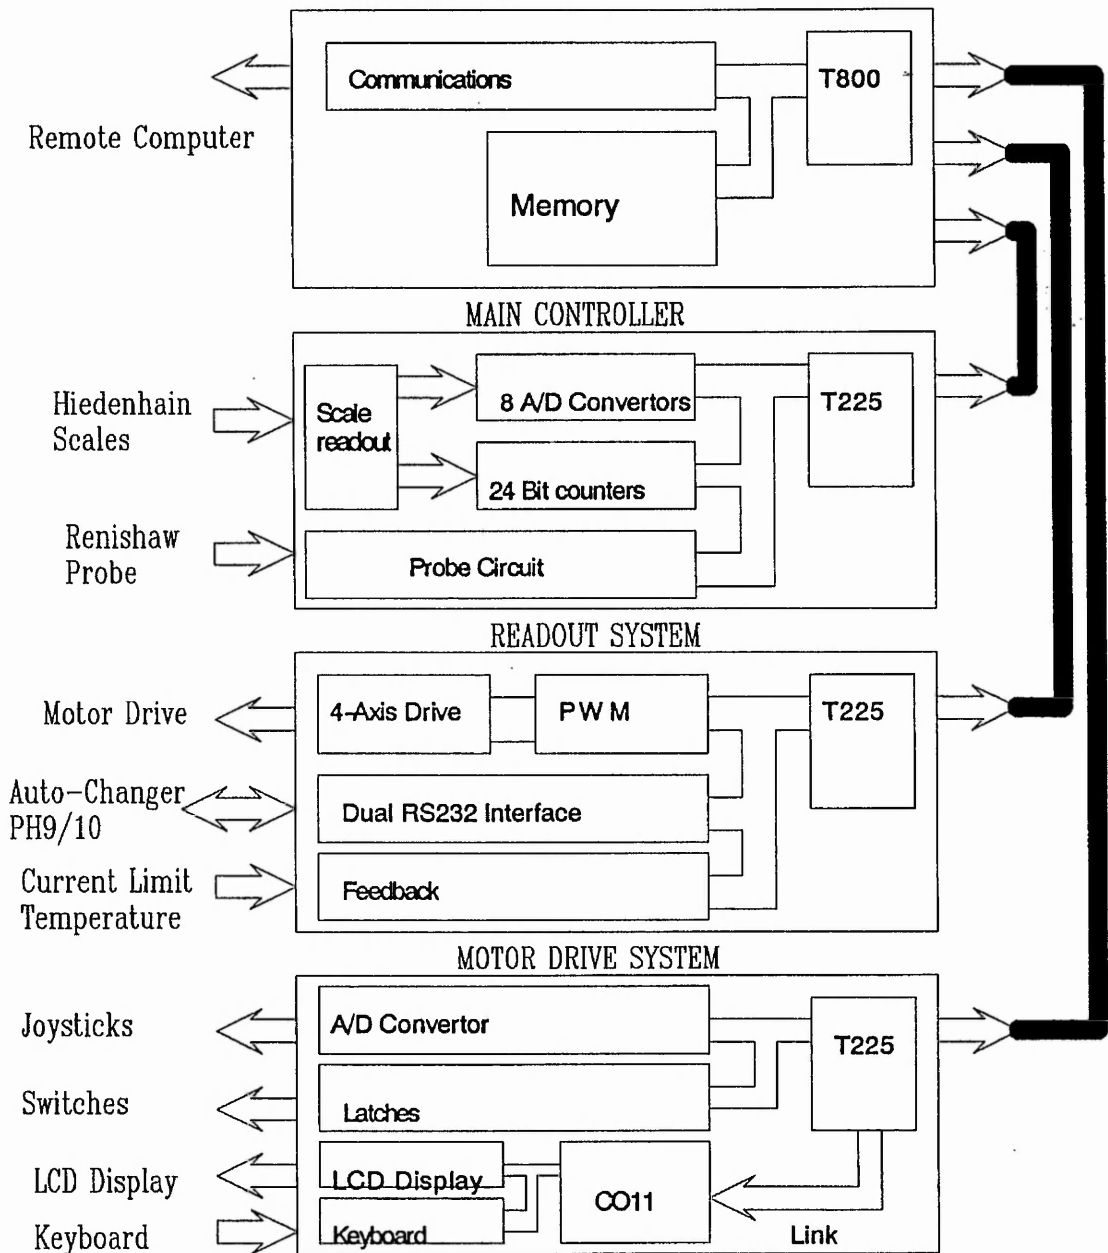 Communications
T800
Remote Computer
Memory
MAIN CONTROLLER
Hiedenhain
Scales
Scale
readout
8 A/D Convertors
T225
24 Bit counters
Renishaw
Probe
Probe Circuit
READOUT SYSTEM
Motor Drive
4-Axis Drive
PWM
T225
Auto-Changer
PH9/10
Dual RS232 Interface
Current Limit
Temperature
Feedback
MOTOR DRIVE SYSTEM
Joysticks
A/D Convertor
T225
Switches
Latches
LCD Display
LCD Display
CO11
Keyboard
Keyboard
Link